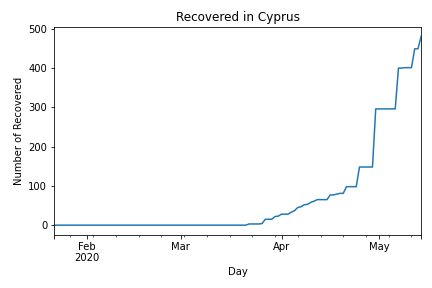 Recovered in Cyprus
Number of Recovered
500
400
300
200
100
0
Feb
2020
Mar
Apr
May
Day